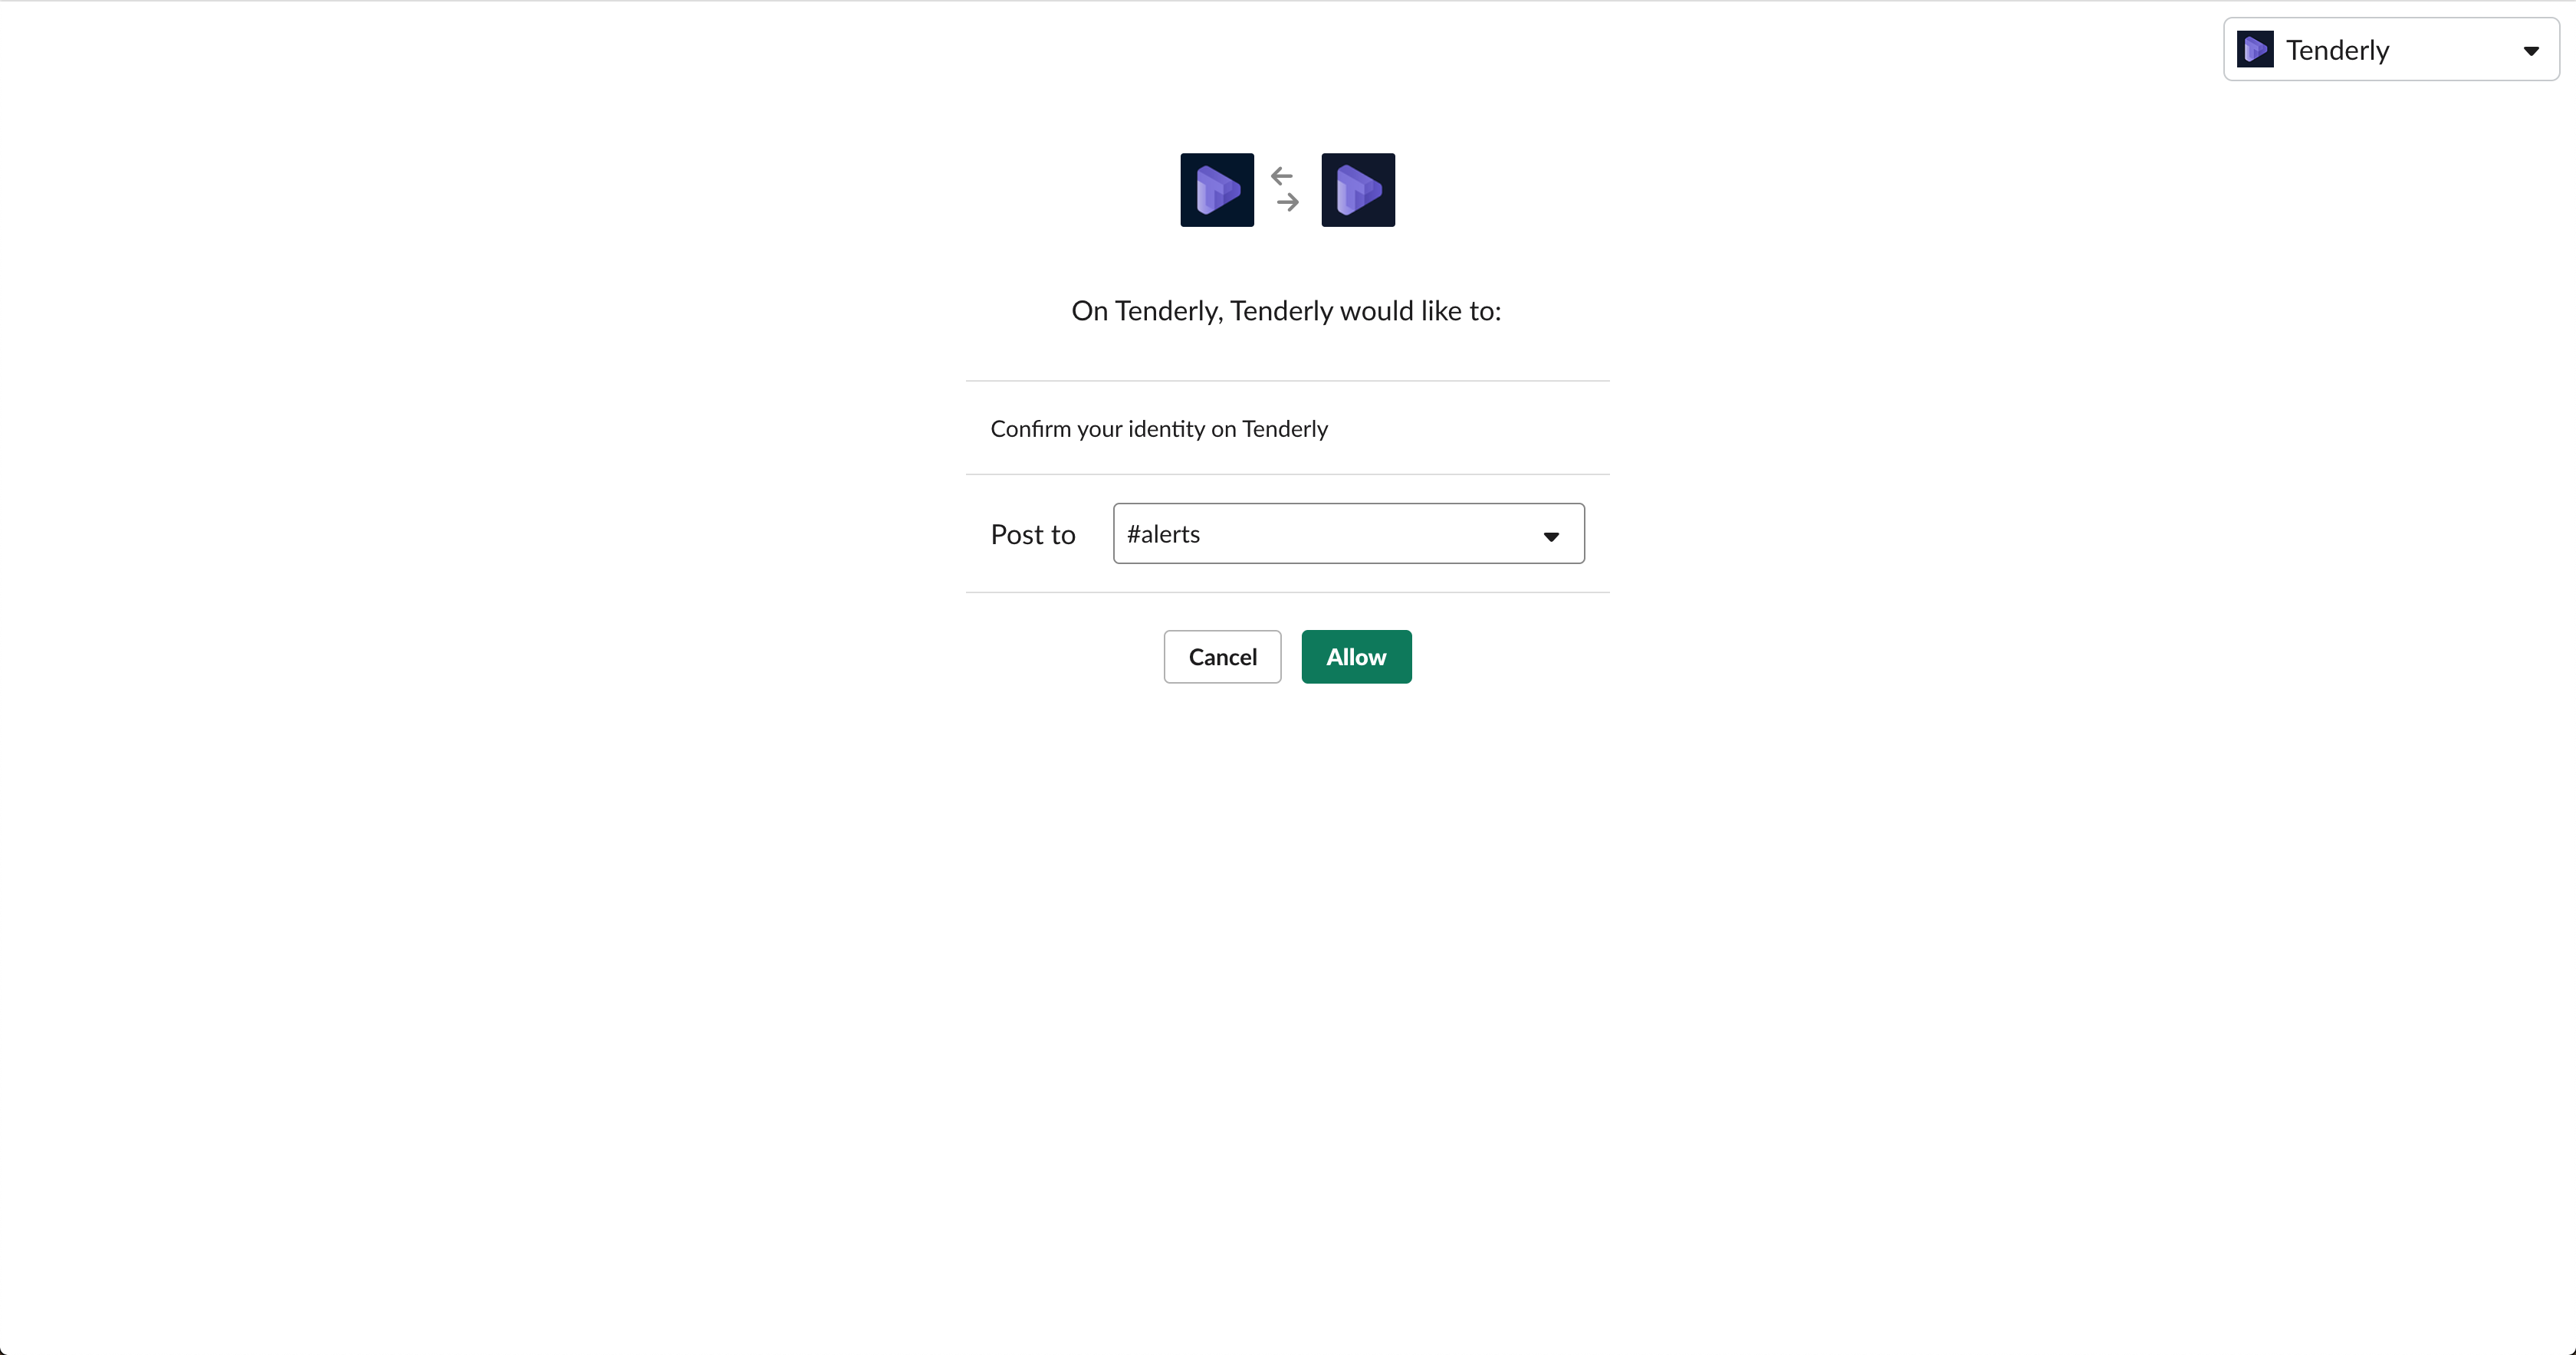 Tenderly
On Tenderly, Tenderly would like to:
Confirm your identity on Tenderly
Post to #alerts
Cancel Allow